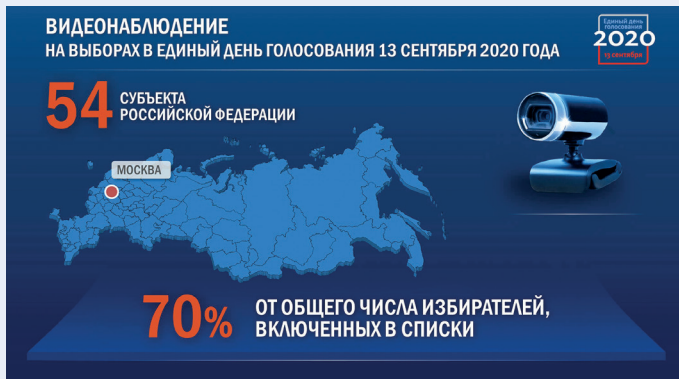 ВИДЕОНАБЛЮДЕНИЕ
НА ВЫБОРАХ В ЕДИНЫЙ ДЕНЬ ГОЛОСОВАНИЯ 13 СЕНТЯБРЯ 2020 ГОДА
Единый день
голосования
2020
13 сентября
54 СУБЪЕКТА
РОССИЙСКОЙ ФЕДЕРАЦИИ
МОСКВА
70% ОТ ОБЩЕГО ЧИСЛА ИЗБИРАТЕЛЕЙ,
ВКЛЮЧЕННЫХ В СПИСКИ